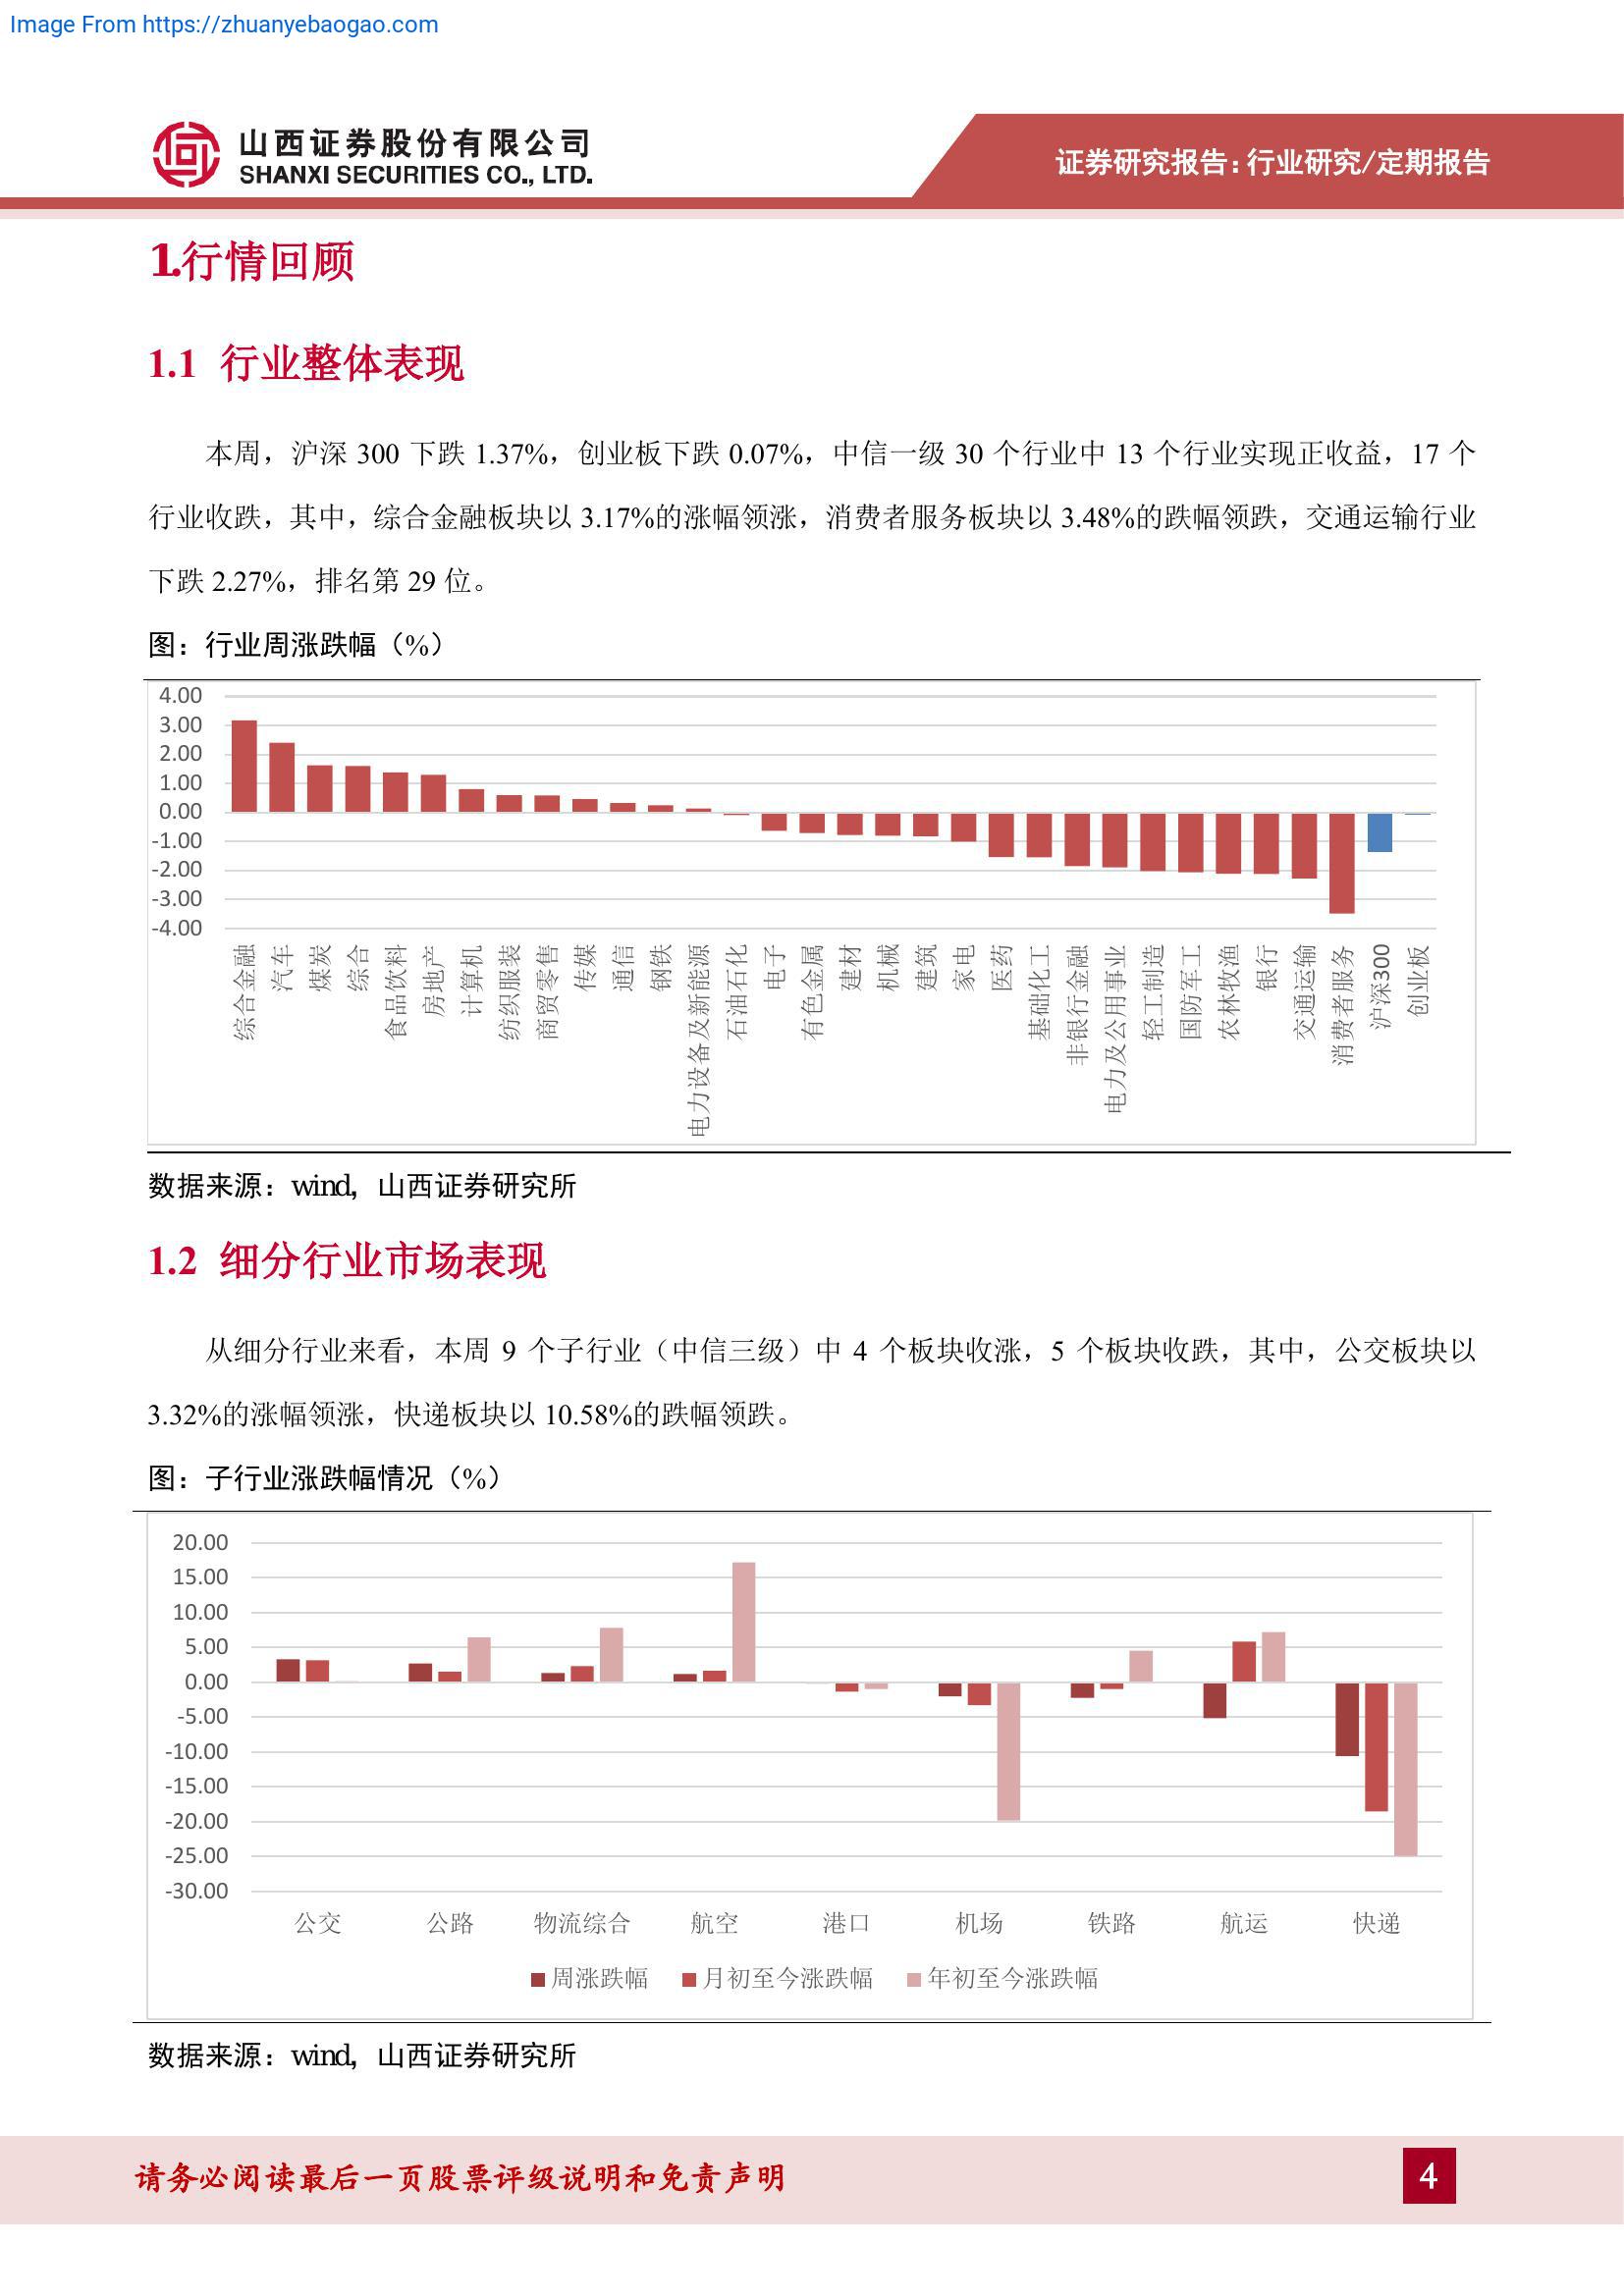 Image From https://zhuanyebaogao.com
山西证券股份有限公司
SHANXI SECURITIES CO., LTD.
证券研究报告:行业研究/定期报告
1.行情回顾
1.1 行业整体表现
本周，沪深 300 下跌 1.37%，创业板下跌 0.07%，中信一级 30 个行业中 13 个行业实现正收益，17 个
行业收跌，其中，综合金融板块以 3.17%的涨幅领涨，消费者服务板块以 3.48%的跌幅领跌，交通运输行业
下跌 2.27%，排名第 29 位。
图：行业周涨跌幅（%）
4.00
3.00
2.00
1.00
0.00
-1.00
-2.00
-3.00
-4.00
综合金融
汽车
煤炭
综合
食品饮料
房地产
计算机
纺织服装
商贸零售
传媒
通信
钢铁
电力设备及新能源
石油石化
电子
有色金属
建材
机械
建筑
家电
医药
基础化工
非银行金融
电力及公用事业
轻工制造
国防军工
农林牧渔
银行
交通运输
消费者服务
沪深300
创业板
数据来源：wind，山西证券研究所
1.2 细分行业市场表现
从细分行业来看，本周 9 个子行业（中信三级）中 4 个板块收涨，5 个板块收跌，其中，公交板块以
3.32%的涨幅领涨，快递板块以 10.58%的跌幅领跌。
图：子行业涨跌幅情况（%）
20.00
15.00
10.00
5.00
0.00
-5.00
-10.00
-15.00
-20.00
-25.00
-30.00
公交 公路 物流综合 航空 港口 机场 铁路 航运 快递
周涨跌幅 月初至今涨跌幅 年初至今涨跌幅
数据来源：wind，山西证券研究所
请务必阅读最后一页股票评级说明和免责声明
4